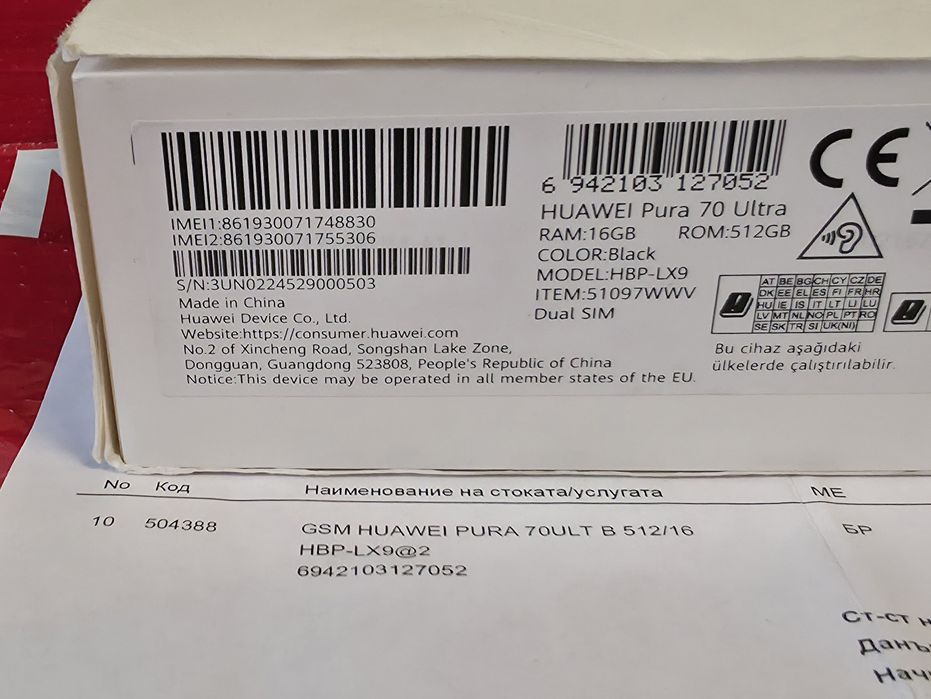 IMEI1:861930071748830
IMEI2:861930071755306
S/N:3UN0224529000503
Made in China
Huawei Device Co., Ltd.
Website:https://consumer.huawei.com
No.2 of Xincheng Road, Songshan Lake Zone,
Dongguan, Guangdong 523808, People's Republic of China
Notice:This device may be operated in all member states of the EU.
6 942103 127052
HUAWEI Pura 70 Ultra
RAM:16GB ROM:512GB
COLOR:Black
MODEL:HBP-LX9
ITEM:51097WWV
Dual SIM
CE
AT BE BG CH CY CZ DE
DK EE EL ES FI FR HR
HU IE IS IT LT LI LU
LV MT NL NO PL PT RO
SE SK TR SI UK(NI)
Bu cihaz aşağıdaki
ülkelerde çalıştırılabilir.
No Код Наименование на стоката/услугата МЕ
10 504388 GSM HUAWEI PURA 70ULT B 512/16 БР
HBP-LX9@2
6942103127052
Ст-ст